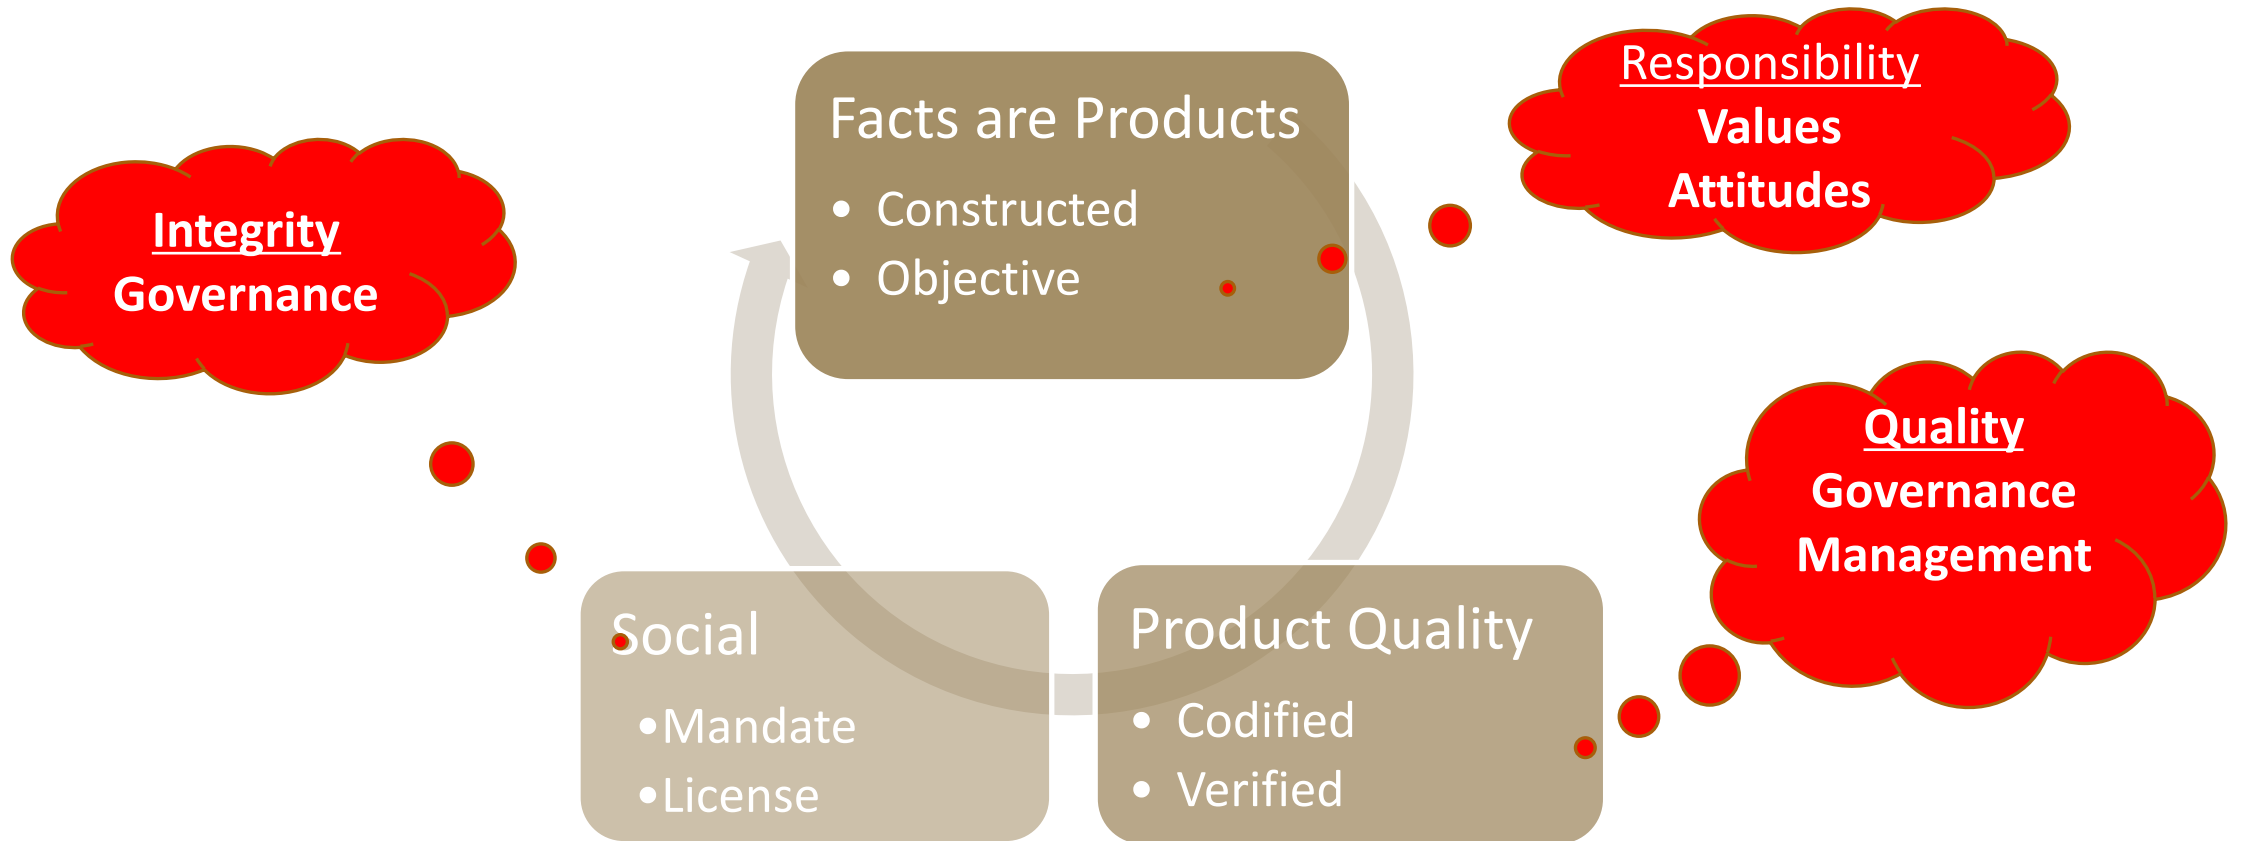 Facts are Products
• Constructed
• Objective
Responsibility
Values
Attitudes
Integrity
Governance
Quality
Governance
Management
Social
•Mandate
•License
Product Quality
• Codified
• Verified